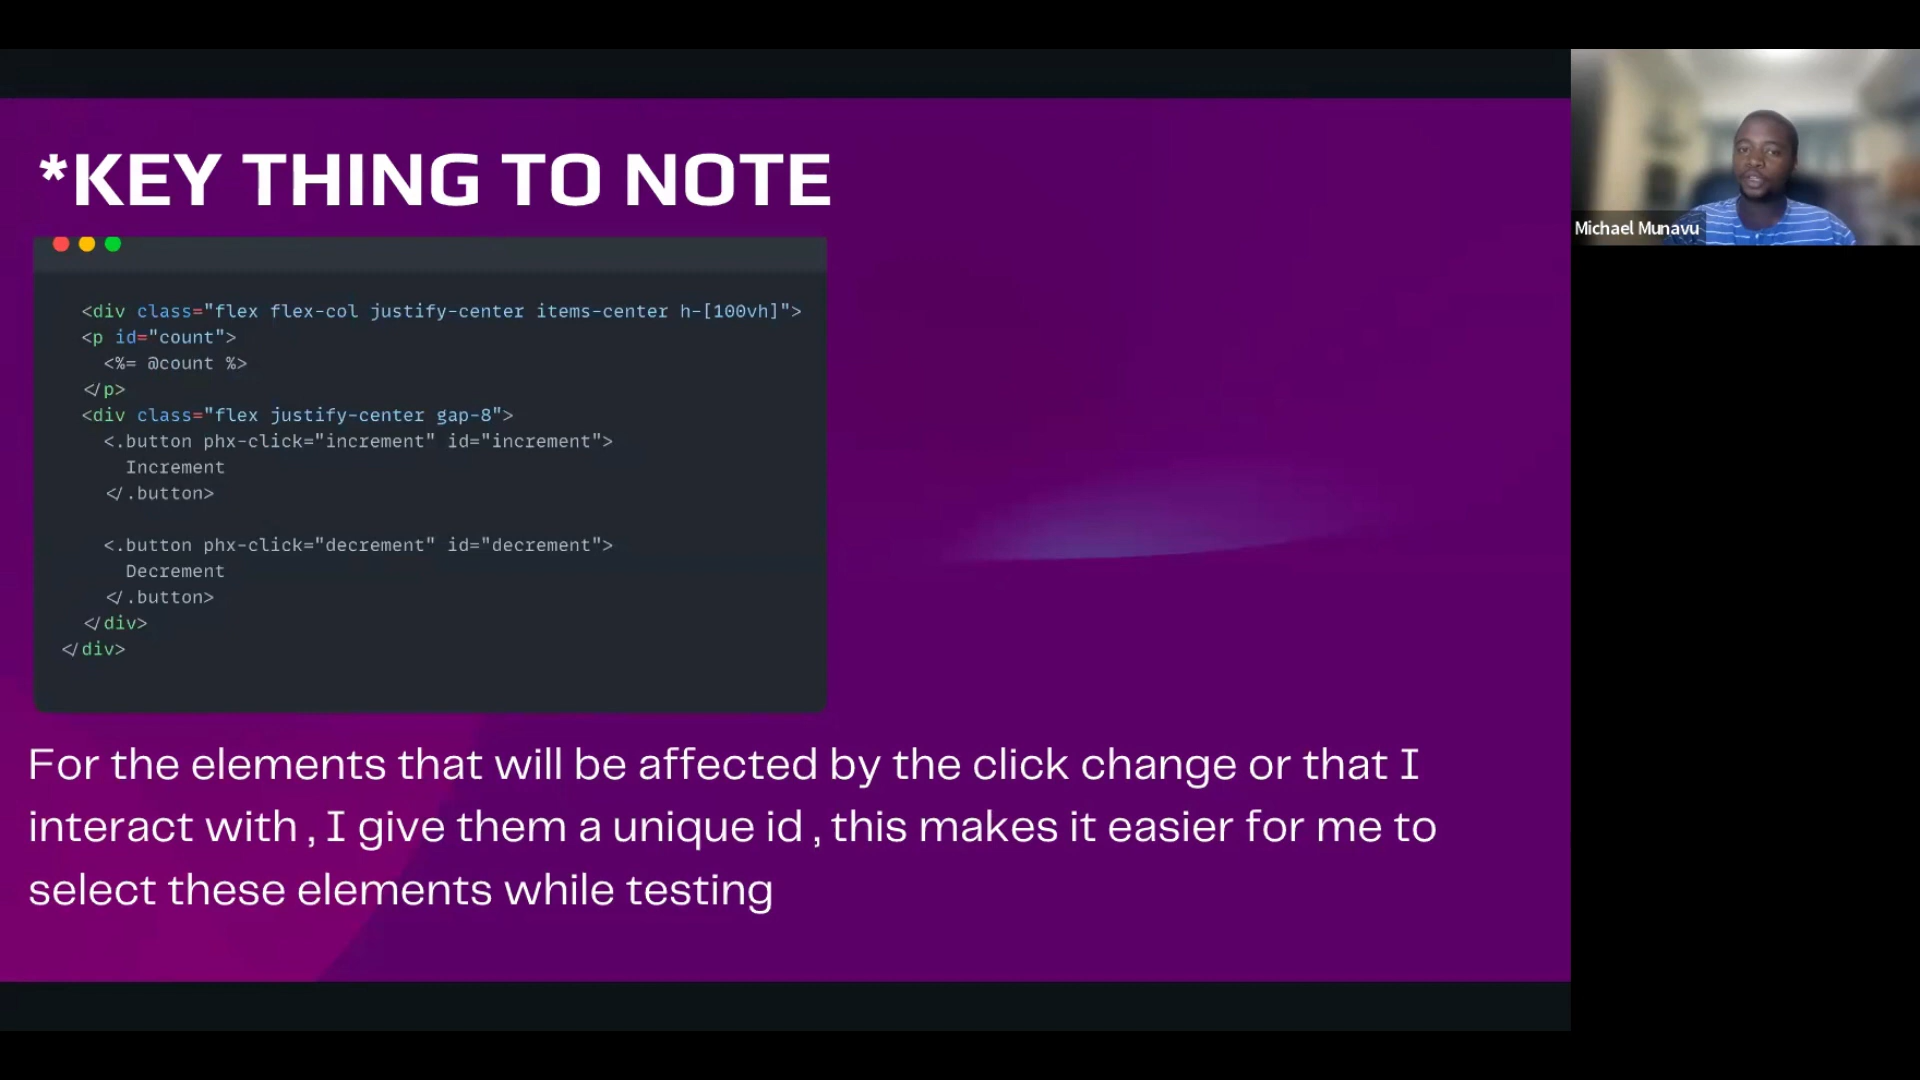 *KEY THING TO NOTE
<div class="flex flex-col justify-center items-center h-[100vh]">
<p id="count">
<%= @count %>
</p>
<div class="flex justify-center gap-8">
<.button phx-click="increment" id="increment">
Increment
</.button>
<.button phx-click="decrement" id="decrement">
Decrement
</.button>
</div>
</div>
For the elements that will be affected by the click change or that I
interact with , I give them a unique id , this makes it easier for me to
select these elements while testing
Michael Munavu